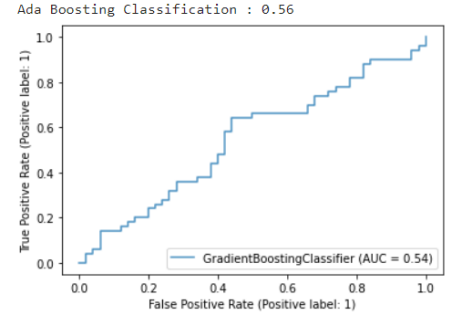 Ada Boosting Classification : 0.56
1.0
0.8
0.6
0.4
0.2
0.0
True Positive Rate (Positive label: 1)
GradientBoostingClassifier (AUC = 0.54)
0.0 0.2 0.4 0.6 0.8 1.0
False Positive Rate (Positive label: 1)